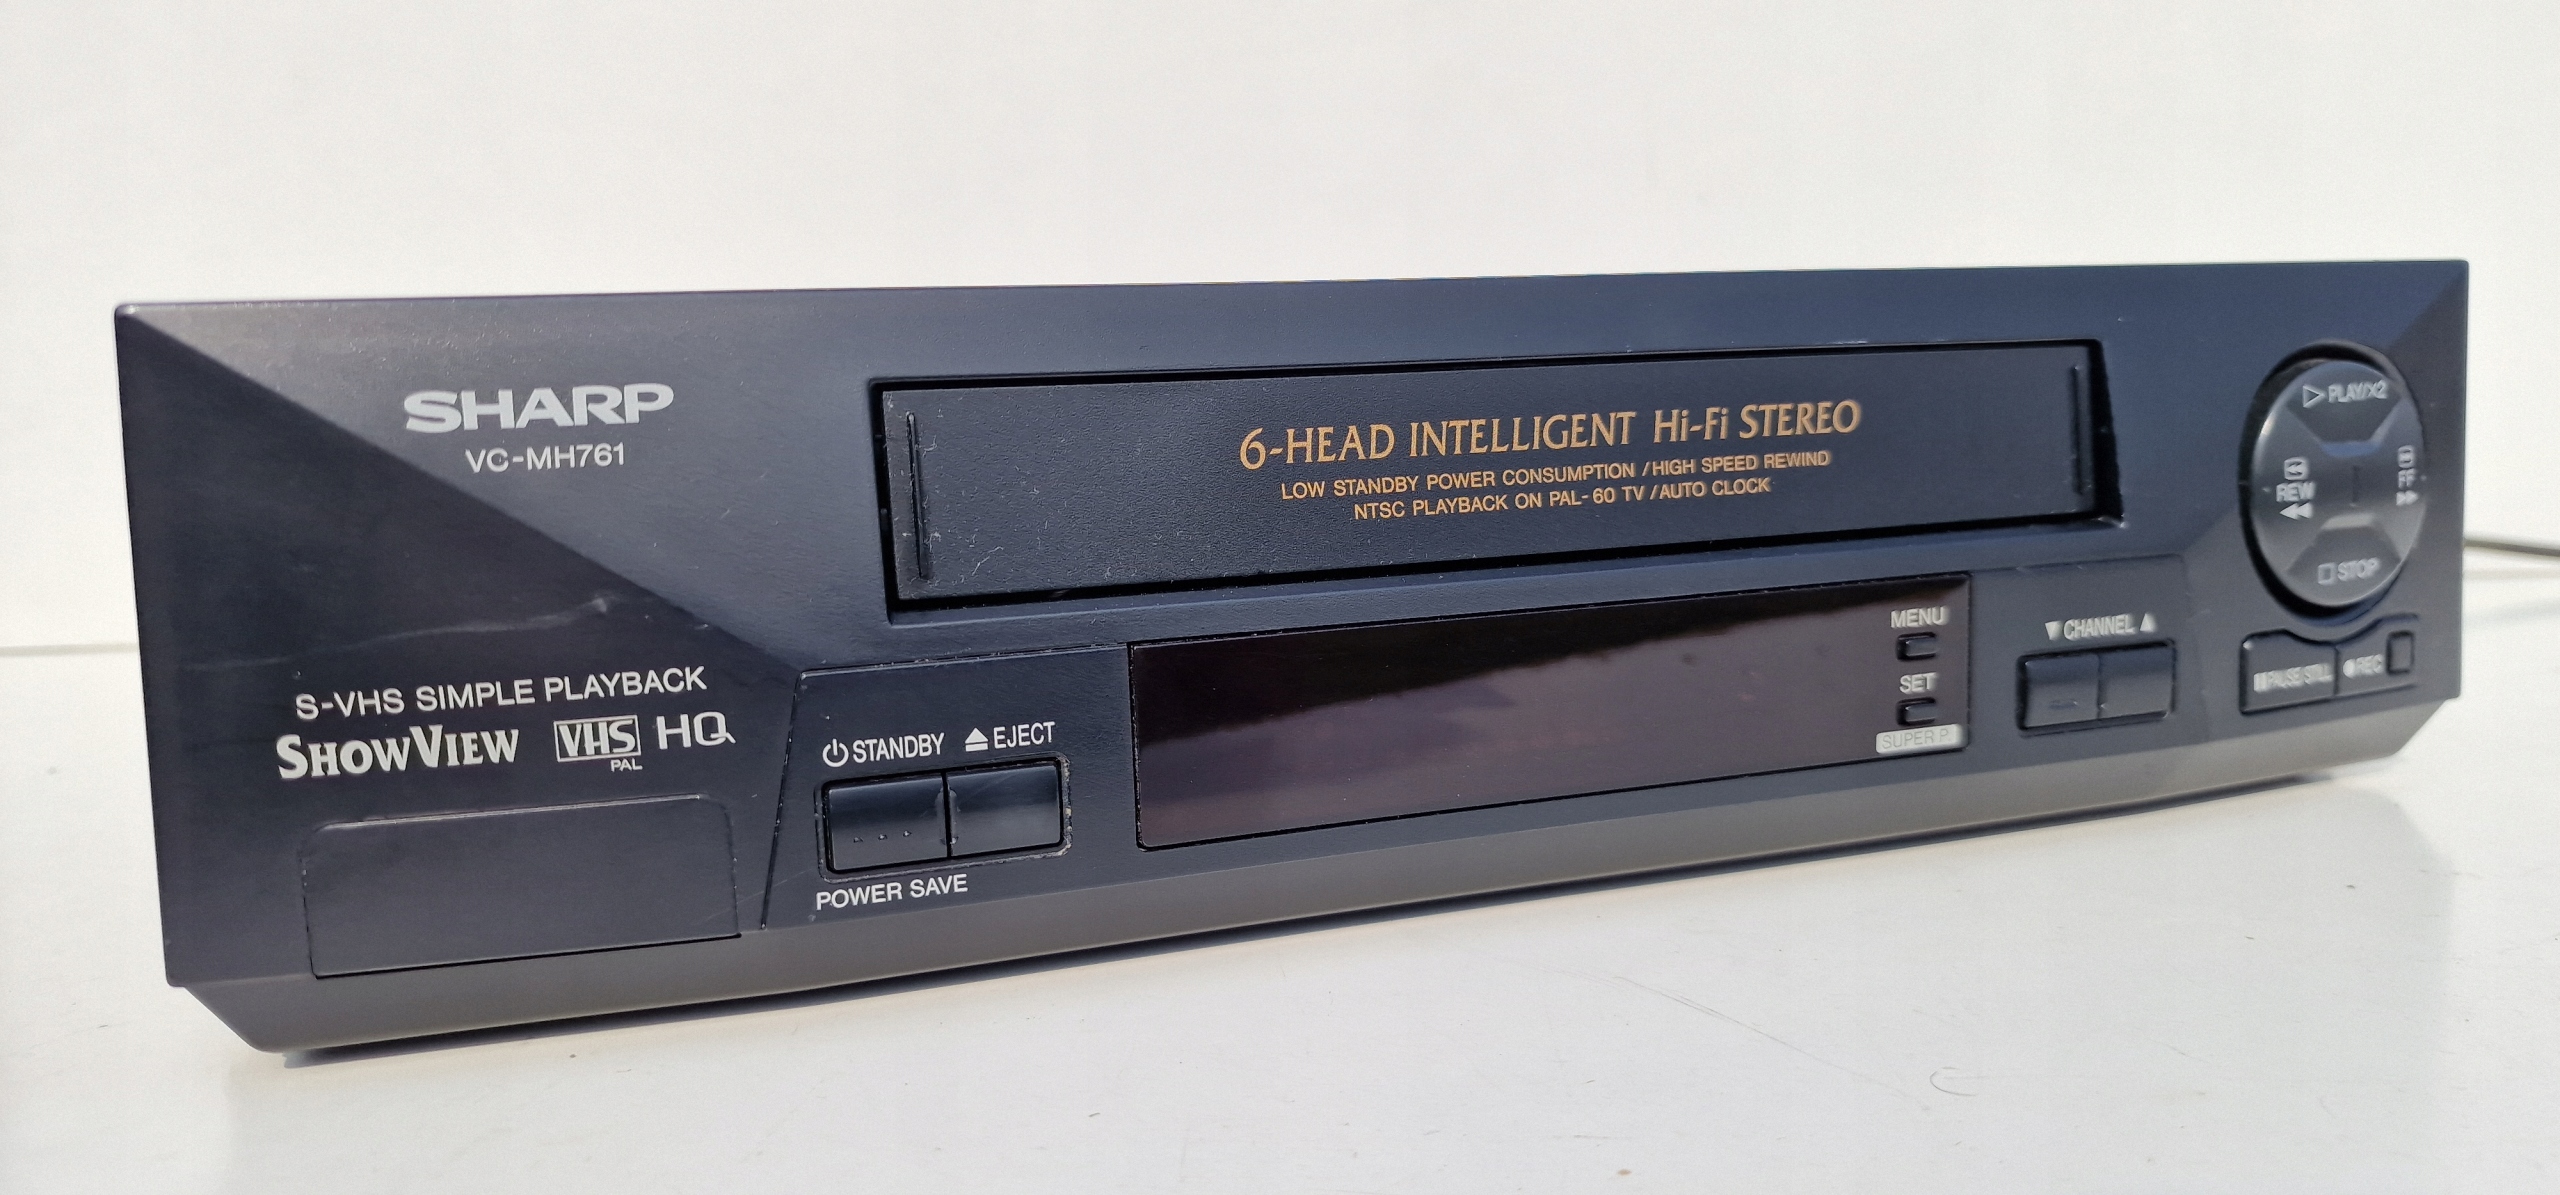 SHARP
VC-MH761
6-HEAD INTELLIGENT Hi-Fi STEREO
LOW STANDBY POWER CONSUMPTION / HIGH SPEED REWIND
NTSC PLAYBACK ON PAL-60 TV / AUTO CLOCK
S-VHS SIMPLE PLAYBACK
SHOWVIEW VHS PAL HQ
STANDBY EJECT
POWER SAVE
MENU
SET
SUPER P.
▼ CHANNEL ▲
PLAY/X2
REW
FF
STOP
PAUSE STILL
REC